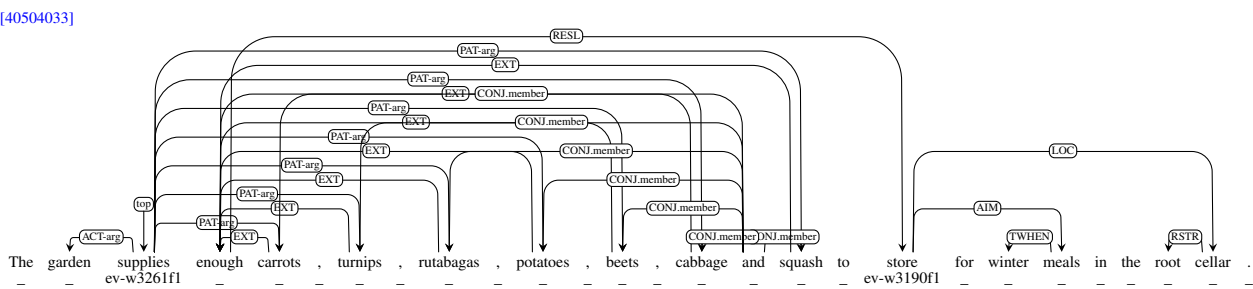 [40504033]
RESL
PAT-arg
EXT
PAT-arg
EXT CONJ.member
PAT-arg
EXT CONJ.member
PAT-arg
EXT CONJ.member
PAT-arg
EXT CONJ.member
LOC
top PAT-arg
EXT CONJ.member AIM
PAT-arg
ACT-arg EXT CONJ.member TWHEN RSTR
The garden supplies enough carrots , turnips , rutabagas , potatoes , beets , cabbage and squash to store for winter meals in the root cellar .
_ _ ev-w3261f1 _ _ _ _ _ _ _ _ _ _ _ _ _ _ _ ev-w3190f1 _ _ _ _ _ _ _ _